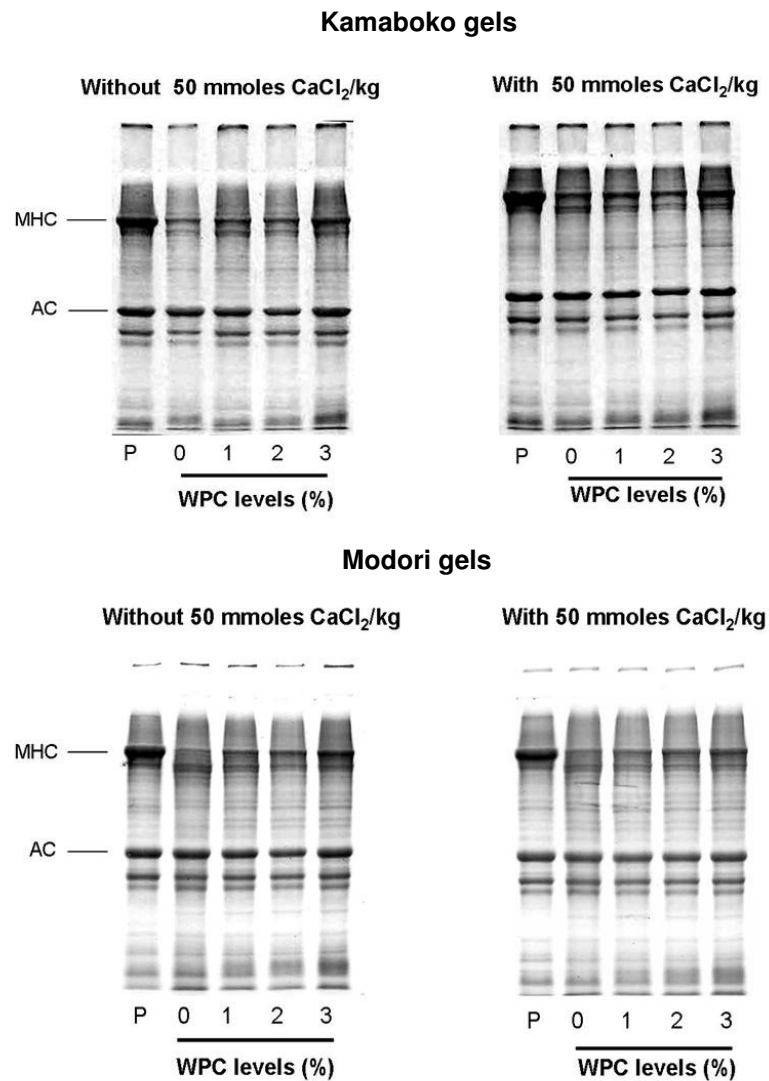 Kamaboko gels
Without 50 mmoles CaCl₂/kg
With 50 mmoles CaCl₂/kg
MHC
AC
P 0 1 2 3
WPC levels (%)
P 0 1 2 3
WPC levels (%)
Modori gels
Without 50 mmoles CaCl₂/kg
With 50 mmoles CaCl₂/kg
MHC
AC
P 0 1 2 3
WPC levels (%)
P 0 1 2 3
WPC levels (%)